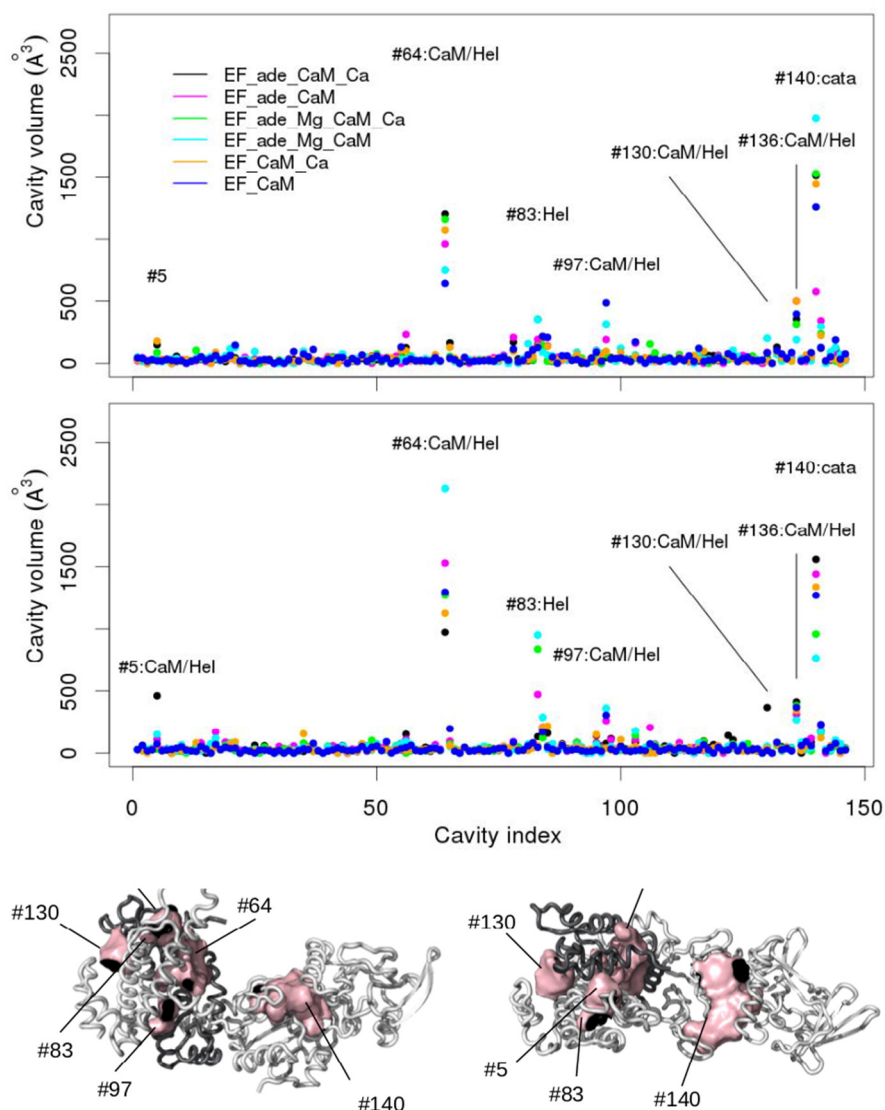 Cavity volume (Å³)
2500
1500
500
0
#64:CaM/Hel
#140:cata
EF_ade_CaM_Ca
EF_ade_CaM
EF_ade_Mg_CaM_Ca
EF_ade_Mg_CaM
EF_CaM_Ca
EF_CaM
#136:CaM/Hel
#130:CaM/Hel
#83:Hel
#97:CaM/Hel
#5
Cavity volume (Å³)
2500
1500
500
0
#64:CaM/Hel
#140:cata
#136:CaM/Hel
#130:CaM/Hel
#83:Hel
#97:CaM/Hel
#5:CaM/Hel
0 50 100 150
Cavity index
#130
#64
#83
#97
#140
#130
#5
#83
#140